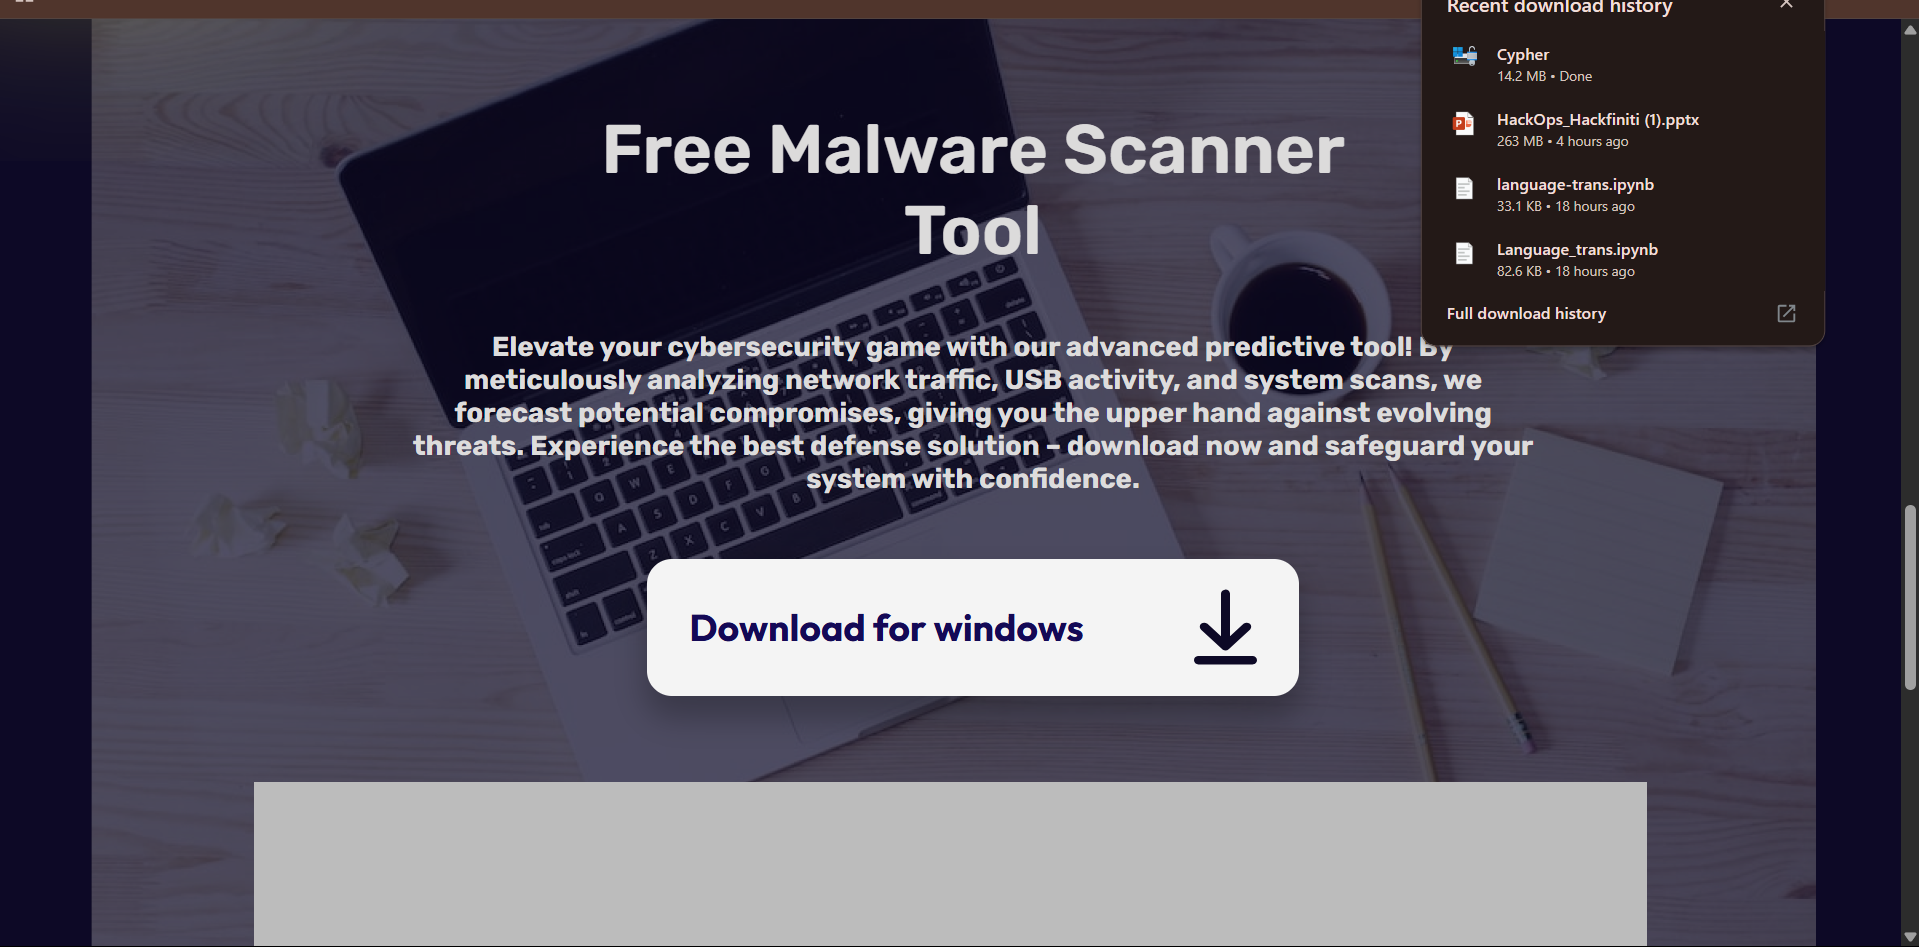 Recent download history
Cypher
14.2 MB • Done
HackOps_Hackfiniti (1).pptx
263 MB • 4 hours ago
language-trans.ipynb
33.1 KB • 18 hours ago
Language_trans.ipynb
82.6 KB • 18 hours ago
Full download history
Free Malware Scanner
Tool
Elevate your cybersecurity game with our advanced predictive tool! By
meticulously analyzing network traffic, USB activity, and system scans, we
forecast potential compromises, giving you the upper hand against evolving
threats. Experience the best defense solution – download now and safeguard your
system with confidence.
Download for windows